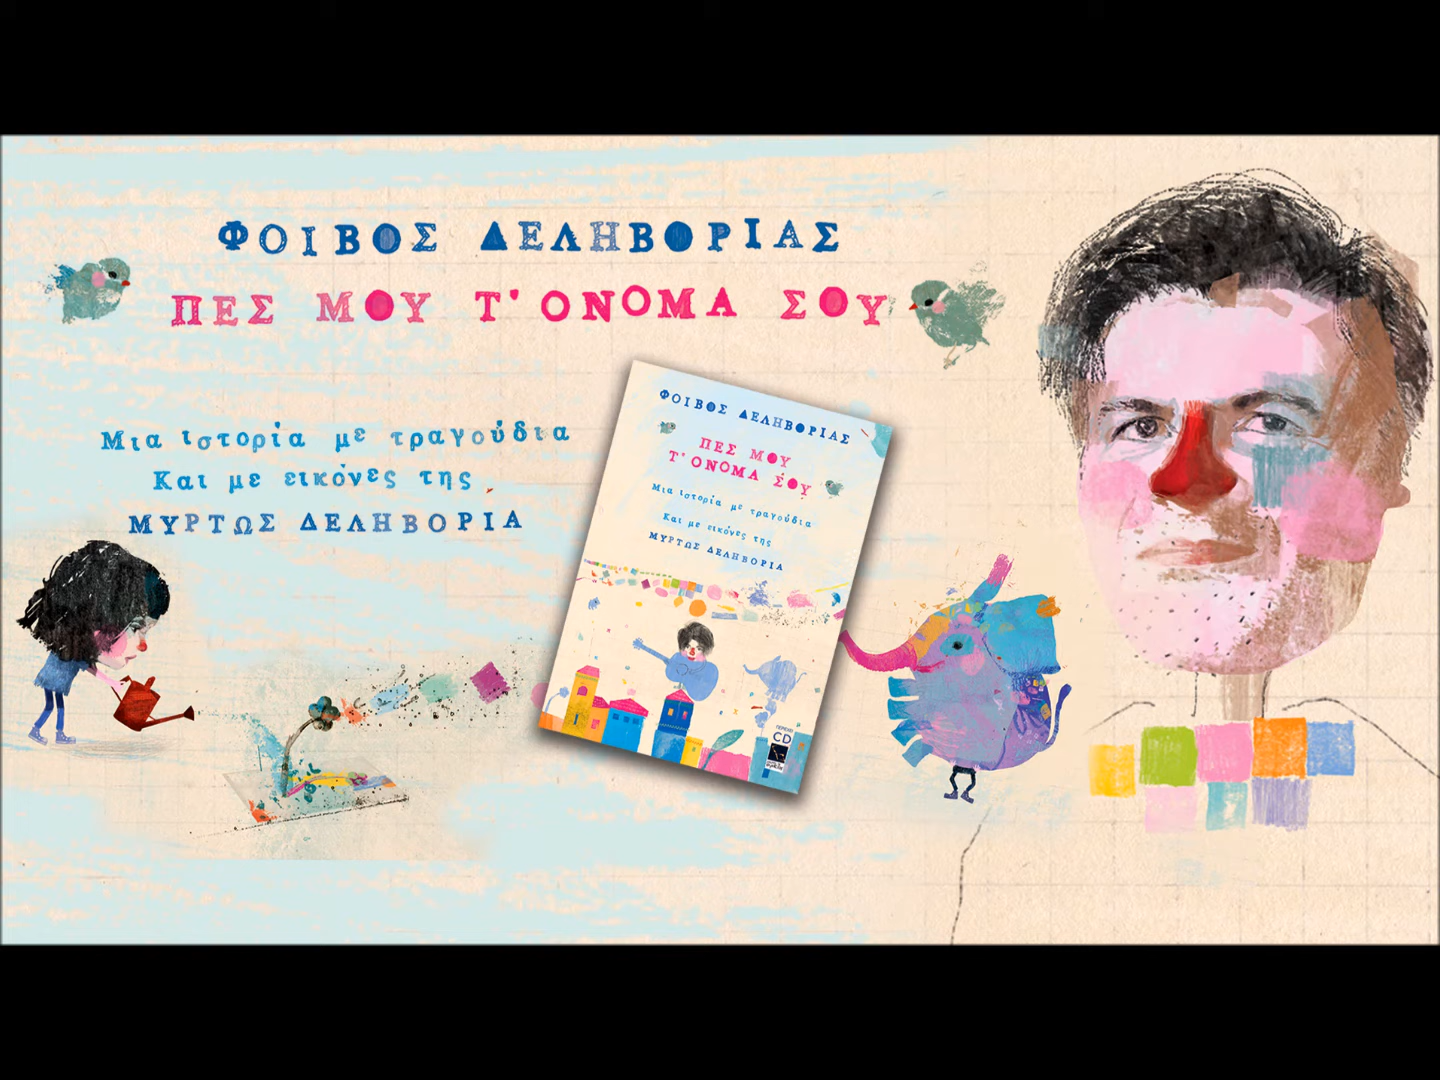 ΦΟΙΒΟΣ ΔΕΛΗΒΟΡΙΑΣ
ΠΕΣ ΜΟΥ Τ' ΟΝΟΜΑ ΣΟΥ
Μια ιστορία με τραγούδια
Και με εικόνες της
ΜΥΡΤΩΣ ΔΕΛΗΒΟΡΙΑ
ΦΟΙΒΟΣ ΔΕΛΗΒΟΡΙΑΣ
ΠΕΣ ΜΟΥ
Τ' ΟΝΟΜΑ ΣΟΥ
Μια ιστορία με τραγούδια
Και με εικόνες της
ΜΥΡΤΩΣ ΔΕΛΗΒΟΡΙΑ
CD